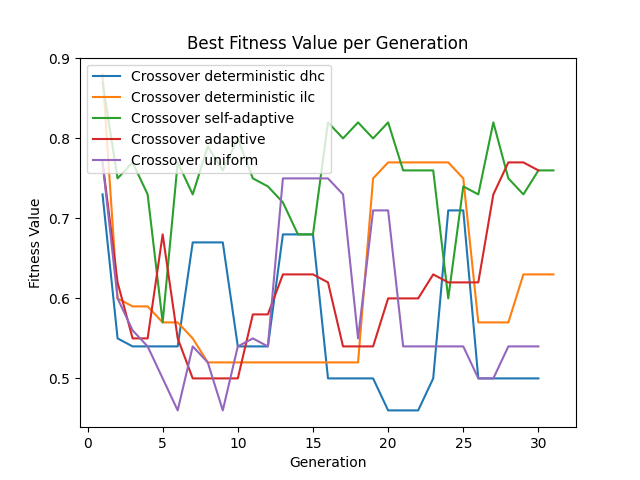 Best Fitness Value per Generation
0.9
0.8
0.7
0.6
0.5
Fitness Value
Crossover deterministic dhc
Crossover deterministic ilc
Crossover self-adaptive
Crossover adaptive
Crossover uniform
0 5 10 15 20 25 30
Generation